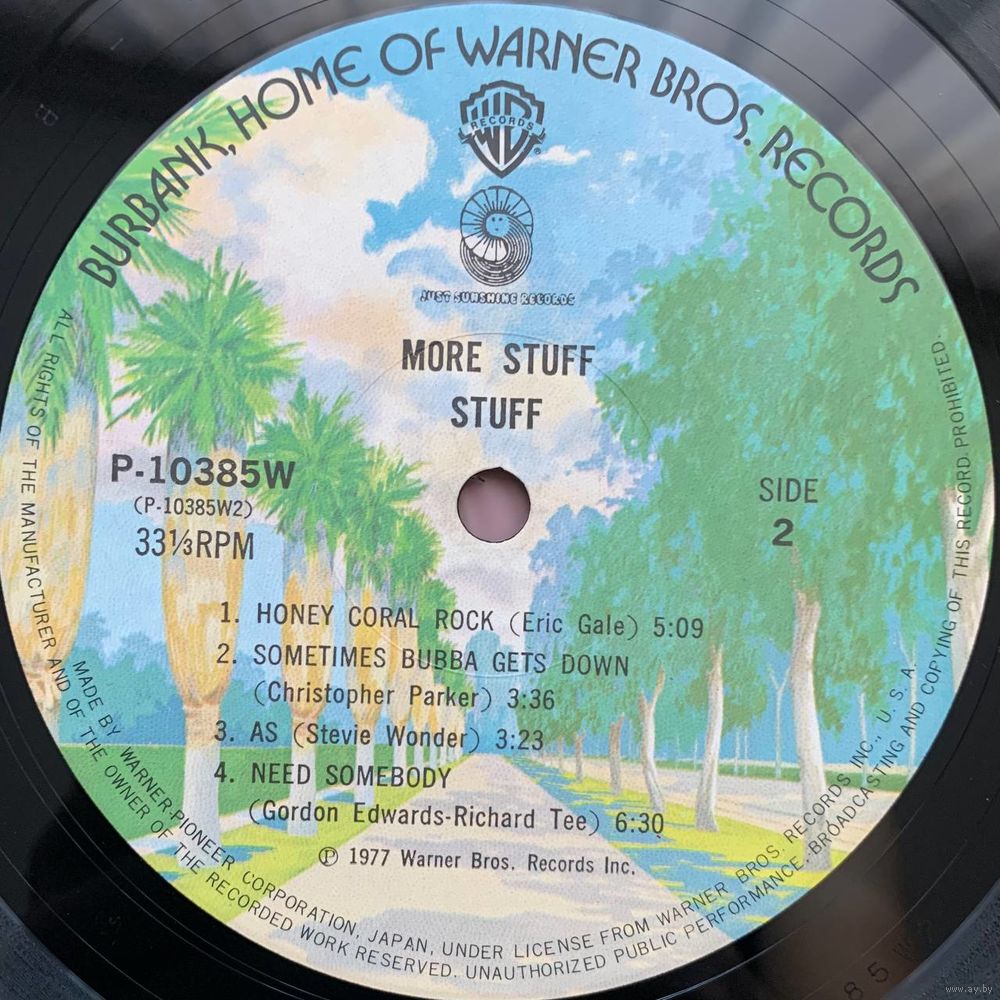 BURBANK, HOME OF WARNER BROS. RECORDS
WB
RECORDS
®
JUST SUNSHINE RECORDS
MORE STUFF
STUFF
P-10385W
(P-10385W2)
33⅓RPM
SIDE
2
1. HONEY CORAL ROCK (Eric Gale) 5:09
2. SOMETIMES BUBBA GETS DOWN
(Christopher Parker) 3:36
3. AS (Stevie Wonder) 3:23
4. NEED SOMEBODY
(Gordon Edwards-Richard Tee) 6:30
Ⓟ 1977 Warner Bros. Records Inc.
MADE BY WARNER-PIONEER CORPORATION, JAPAN, UNDER LICENSE FROM WARNER BROS. RECORDS INC., U. S. A.
ALL RIGHTS OF THE MANUFACTURER AND OF THE OWNER OF THE RECORDED WORK RESERVED. UNAUTHORIZED PUBLIC PERFORMANCE, BROADCASTING AND COPYING OF THIS RECORD PROHIBITED
www.ay.by